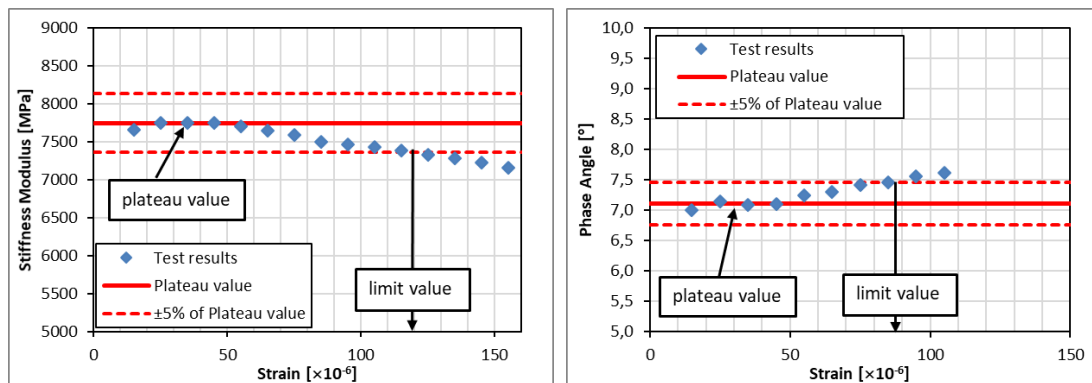 Stiffness Modulus [MPa]
9000
8500
8000
7500
7000
6500
6000
5500
5000
plateau value
Test results
Plateau value
±5% of Plateau value
limit value
0
50
100
150
Strain [×10-6]
Phase Angle [°]
10,0
9,5
9,0
8,5
8,0
7,5
7,0
6,5
6,0
5,5
5,0
Test results
Plateau value
±5% of Plateau value
plateau value
limit value
0
50
100
150
Strain [×10-6]